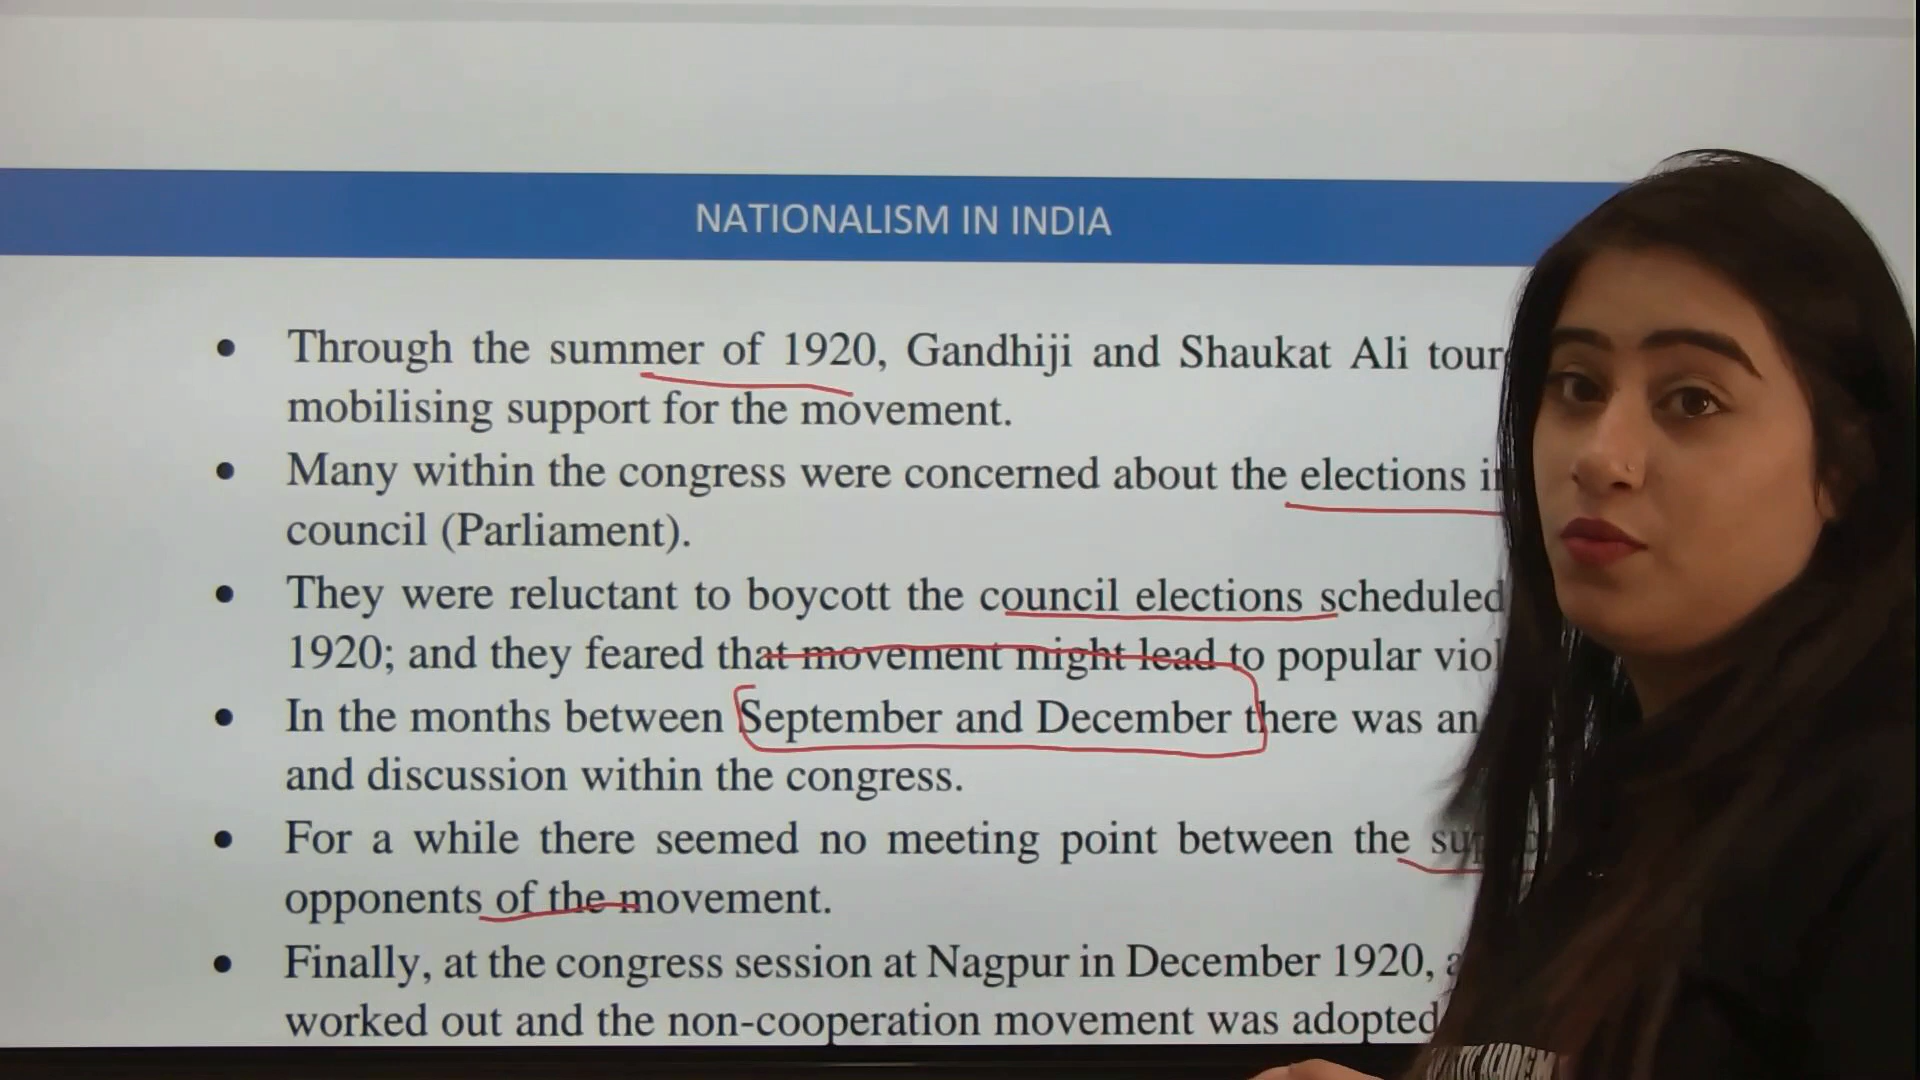 NATIONALISM IN INDIA
• Through the summer of 1920, Gandhiji and Shaukat Ali
mobilising support for the movement.
• Many within the congress were concerned about the elections
council (Parliament).
• They were reluctant to boycott the council elections scheduled
1920; and they feared that movement might lead to popular
• In the months between September and December there was an
and discussion within the congress.
• For a while there seemed no meeting point between the
opponents of the movement.
• Finally, at the congress session at Nagpur in December 1920,
worked out and the non-cooperation movement was adopted